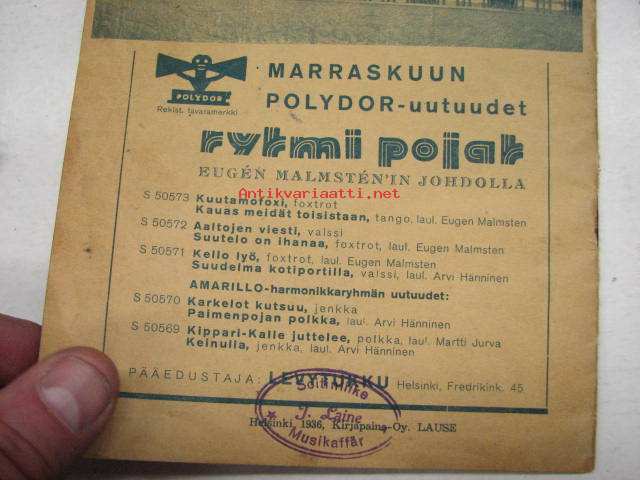 POLYDOR
Rekist. tavaramerkki
MARRASKUUN
POLYDOR-uutuudet
rytmi pojat
EUGÉN MALMSTÉN'IN JOHDOLLA
Antikvariaatti.net
S 50573 Kuutamofoxi, foxtrot
Kauas meidät toisistaan, tango, laul. Eugen Malmsten
S 50572 Aaltojen viesti, valssi
Suutelo on ihanaa, foxtrot, laul. Eugen Malmsten
S 50571 Kello lyö, foxtrot, laul. Eugen Malmsten
Suudelma kotiportilla, valssi, laul. Arvi Hänninen
AMARILLO-harmonikkaryhmän uutuudet:
S 50570 Karkelot kutsuu, jenkka
Paimenpojan polkka, laul. Arvi Hänninen
S 50569 Kippari-Kalle juttelee, polkka, laul. Martti Jurva
Keinulla, jenkka, laul. Arvi Hänninen
PÄÄEDUSTAJA: LEVYTUKKU Helsinki, Fredrikink. 45
Soitinliike
J. Laine
Musikaffär
Helsinki, 1936, Kirjapaino-Oy. LAUSE